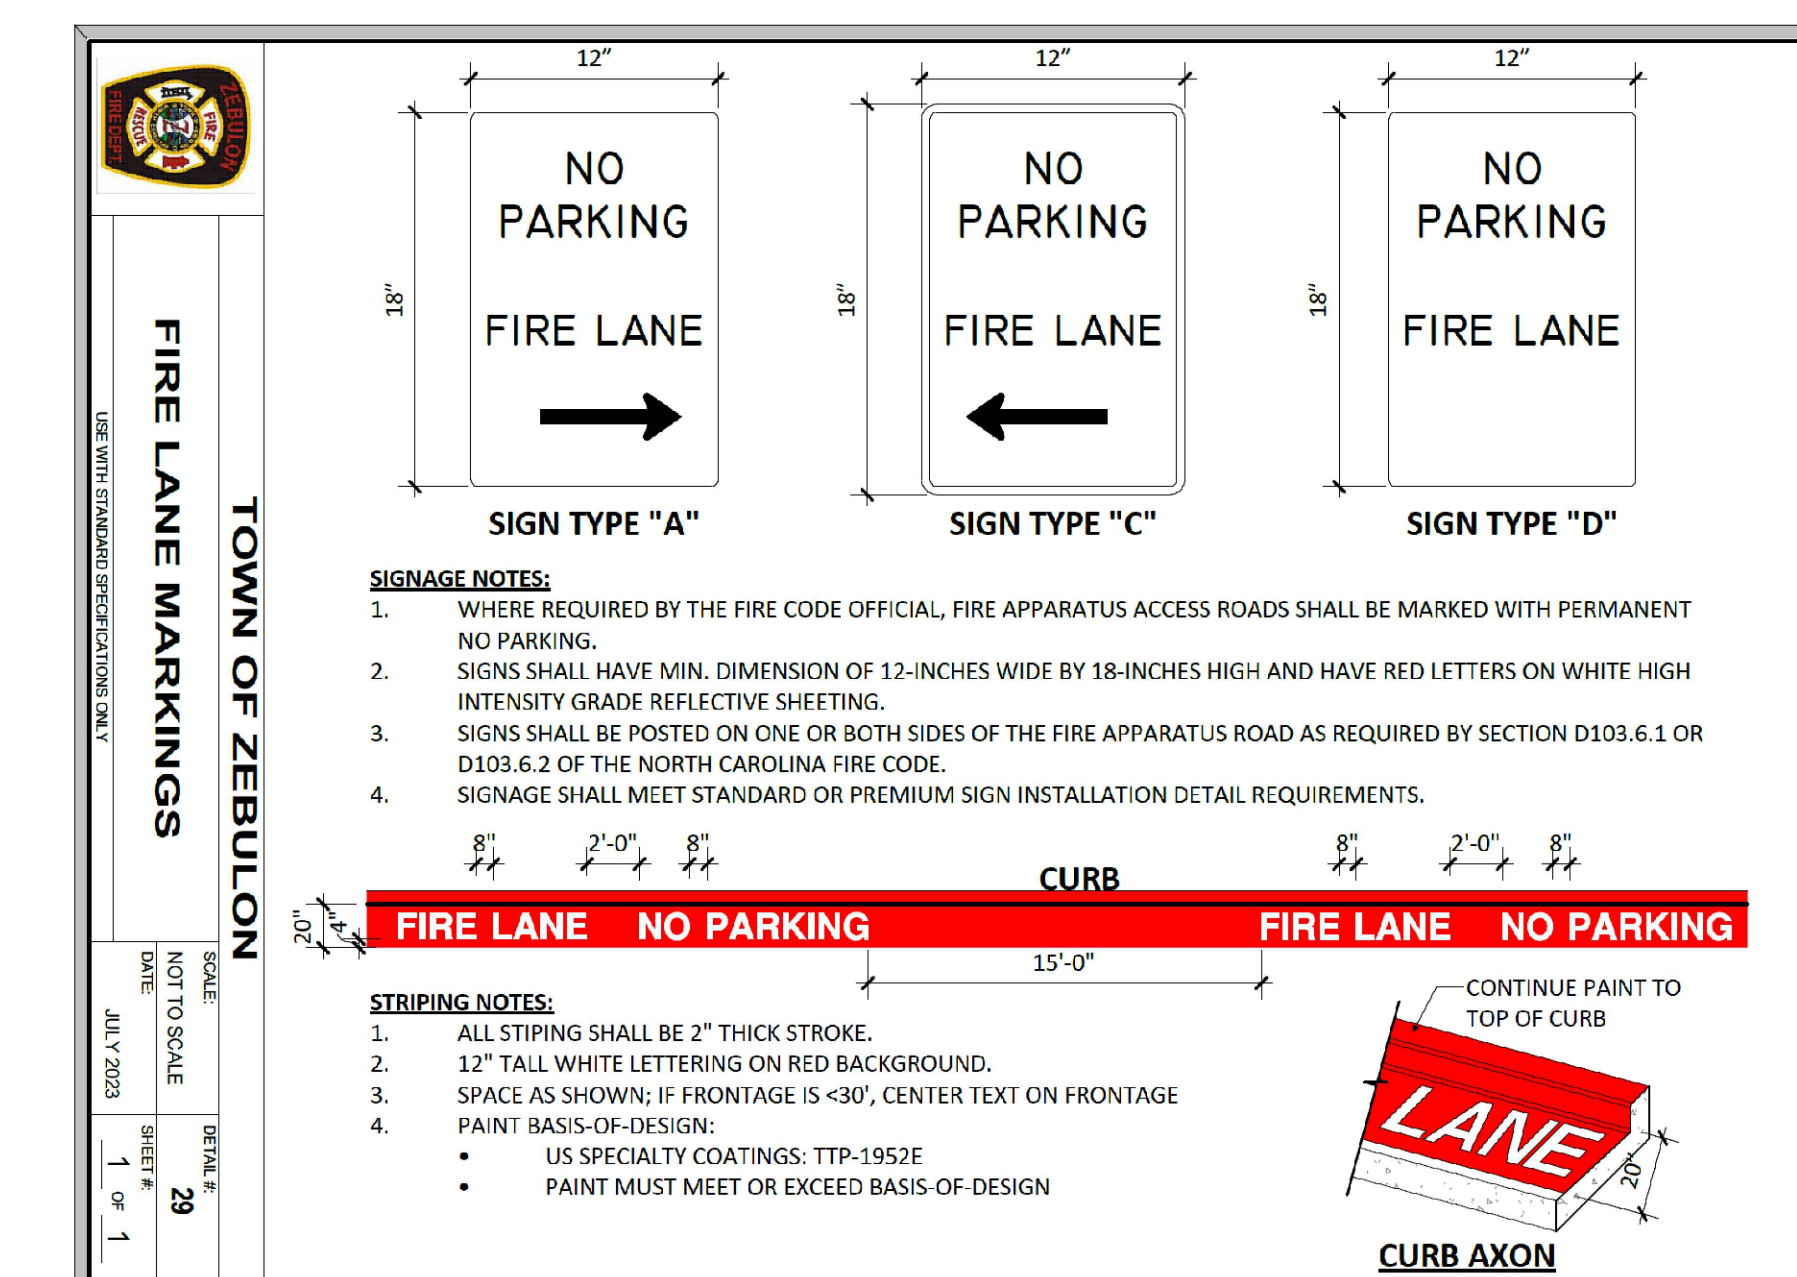 12"
12"
12"
18"
NO
PARKING
FIRE LANE
SIGN TYPE "A"
18"
NO
PARKING
FIRE LANE
SIGN TYPE "C"
18"
NO
PARKING
FIRE LANE
SIGN TYPE "D"
ZEBULON
FIRE
RESCUE
Z
FIRE DEPT.
TOWN OF ZEBULON
FIRE LANE MARKINGS
USE WITH STANDARD SPECIFICATIONS ONLY
SCALE:
NOT TO SCALE
DATE:
JULY 2023
DETAIL #:
29
SHEET #:
1 OF 1
SIGNAGE NOTES:
1. WHERE REQUIRED BY THE FIRE CODE OFFICIAL, FIRE APPARATUS ACCESS ROADS SHALL BE MARKED WITH PERMANENT
NO PARKING.
2. SIGNS SHALL HAVE MIN. DIMENSION OF 12-INCHES WIDE BY 18-INCHES HIGH AND HAVE RED LETTERS ON WHITE HIGH
INTENSITY GRADE REFLECTIVE SHEETING.
3. SIGNS SHALL BE POSTED ON ONE OR BOTH SIDES OF THE FIRE APPARATUS ROAD AS REQUIRED BY SECTION D103.6.1 OR
D103.6.2 OF THE NORTH CAROLINA FIRE CODE.
4. SIGNAGE SHALL MEET STANDARD OR PREMIUM SIGN INSTALLATION DETAIL REQUIREMENTS.
8" 2'-0" 8" 8" 2'-0" 8"
CURB
20" 4"
FIRE LANE NO PARKING FIRE LANE NO PARKING
15'-0"
STRIPING NOTES:
1. ALL STIPING SHALL BE 2" THICK STROKE.
2. 12" TALL WHITE LETTERING ON RED BACKGROUND.
3. SPACE AS SHOWN; IF FRONTAGE IS <30', CENTER TEXT ON FRONTAGE
4. PAINT BASIS-OF-DESIGN:
• US SPECIALTY COATINGS: TTP-1952E
• PAINT MUST MEET OR EXCEED BASIS-OF-DESIGN
CONTINUE PAINT TO
TOP OF CURB
LANE
20"
CURB AXON